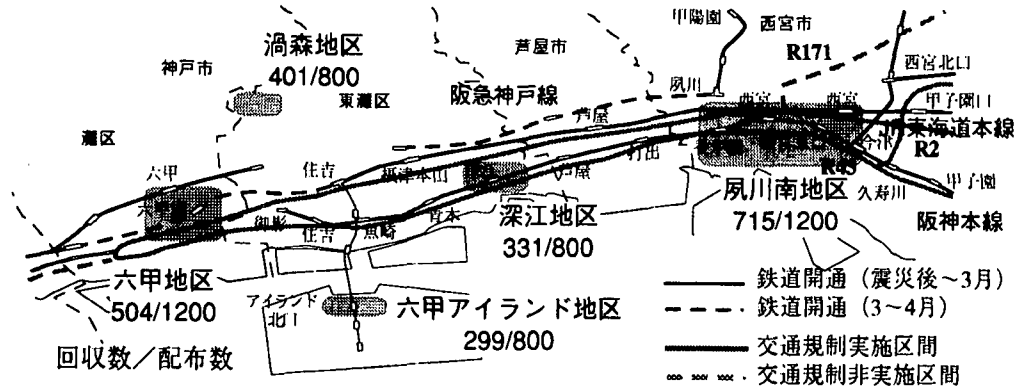 甲陽園
西宮市
芦屋市
R171
渦森地区
401/800
神戸市
西宮北口
東灘区
阪急神戸線
夙川
芦屋
西宮
西宮
甲子園口
JR東海道本線
灘区
今津
R2
打出
六甲
住吉
摂津本山
芦屋
R43
甲子園
夙川南地区
715/1200
久寿川
阪神本線
深江地区
331/800
青木
御影
住吉
魚崎
六甲地区
504/1200
アイランド
北口
六甲アイランド地区
299/800
回収数/配布数
鉄道開通（震災後～3月）
鉄道開通（3～4月）
交通規制実施区間
交通規制非実施区間